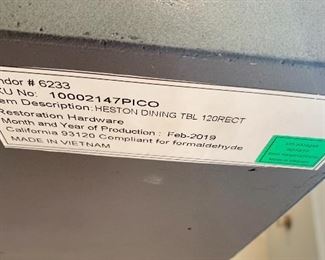 ndor # 6233
KU No: 10002147PICO
em Description: HESTON DINING TBL 120RECT
Restoration Hardware
Month and Year of Production : Feb-2019
California 93120 Compliant for formaldehyde
MADE IN VIETNAM